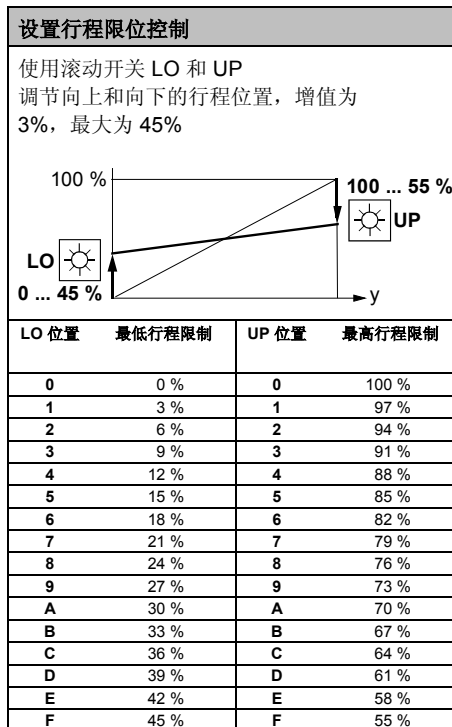 设置行程限位控制
使用滚动开关 LO 和 UP
调节向上和向下的行程位置，增值为
3%，最大为 45%
100 %
100 ... 55 %
UP
LO
0 ... 45 %
y
LO 位置 最低行程限制 UP 位置 最高行程限制
0 0 % 0 100 %
1 3 % 1 97 %
2 6 % 2 94 %
3 9 % 3 91 %
4 12 % 4 88 %
5 15 % 5 85 %
6 18 % 6 82 %
7 21 % 7 79 %
8 24 % 8 76 %
9 27 % 9 73 %
A 30 % A 70 %
B 33 % B 67 %
C 36 % C 64 %
D 39 % D 61 %
E 42 % E 58 %
F 45 % F 55 %